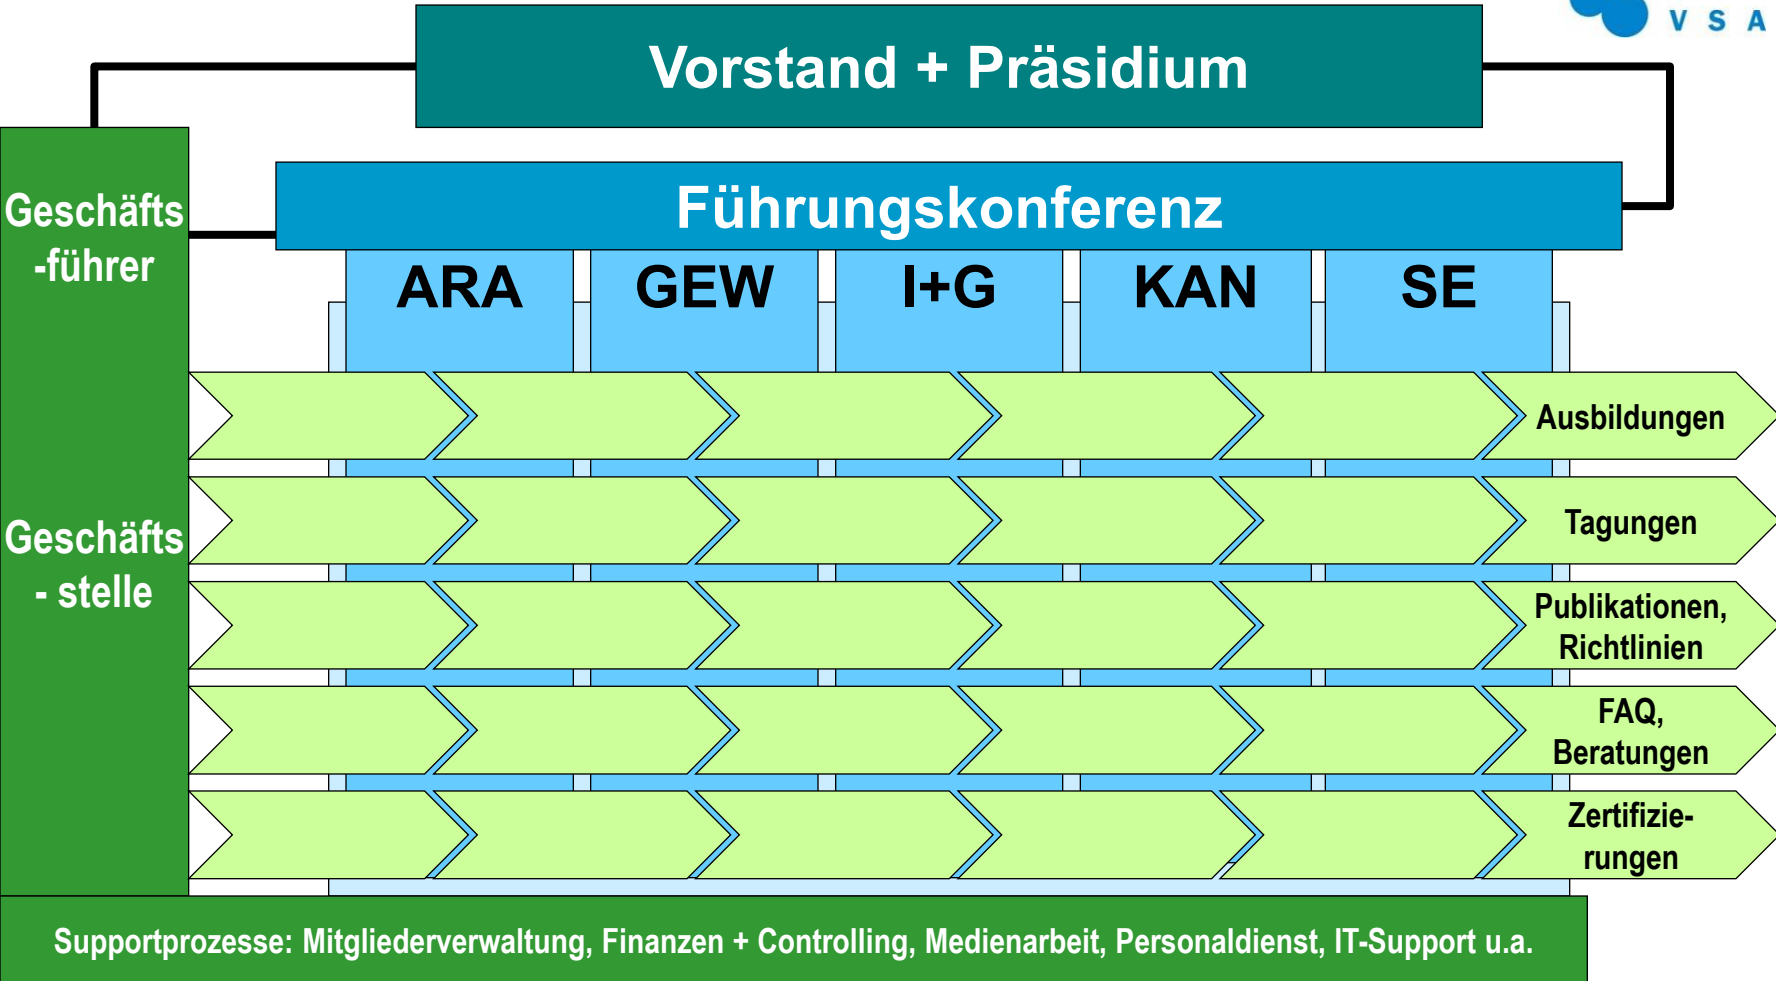 V S A
Vorstand + Präsidium
Geschäfts
-führer
Führungskonferenz
ARA
GEW
I+G
KAN
SE
Ausbildungen
Tagungen
Geschäfts
- stelle
Publikationen,
Richtlinien
FAQ,
Beratungen
Zertifizie-
rungen
Supportprozesse: Mitgliederverwaltung, Finanzen + Controlling, Medienarbeit, Personaldienst, IT-Support u.a.